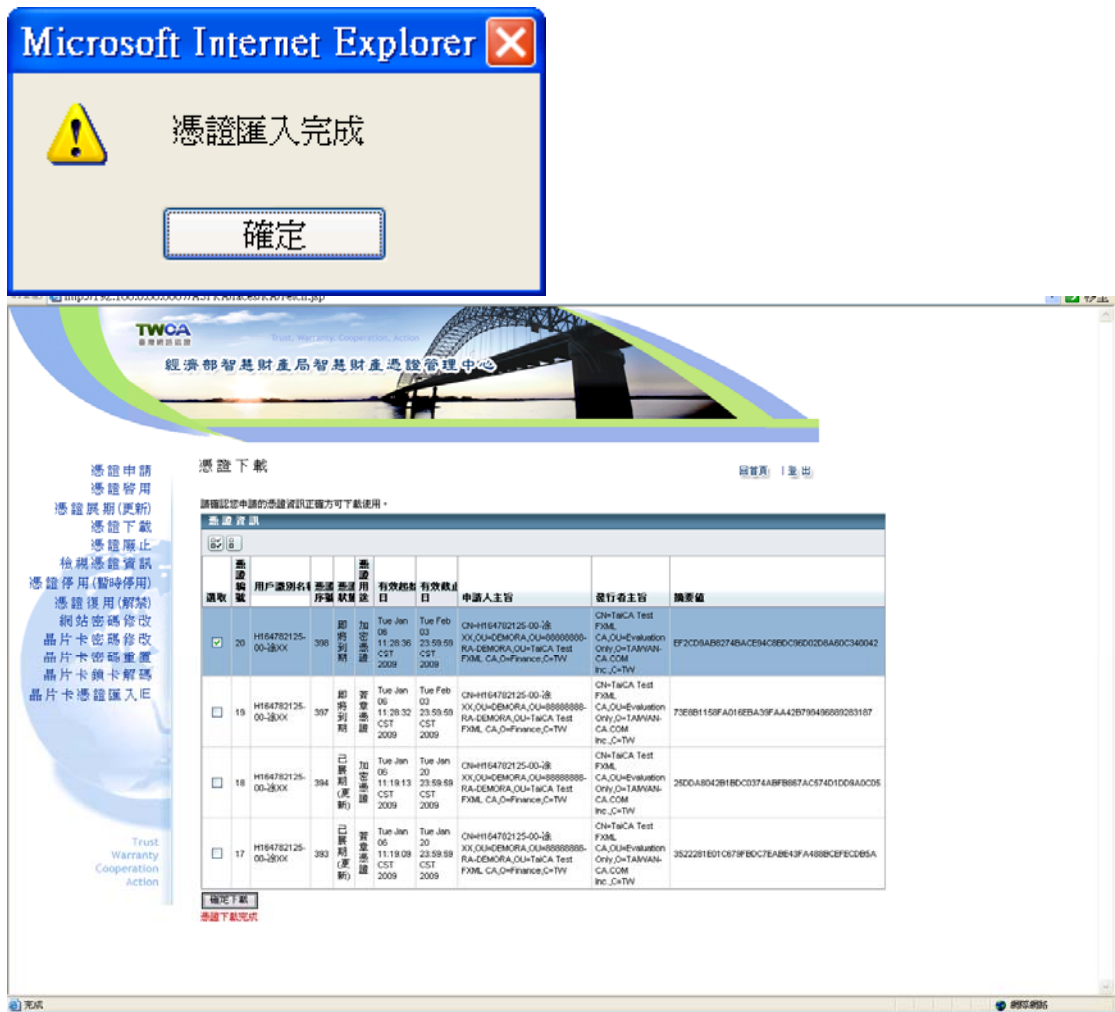 Microsoft Internet Explorer
憑證匯入完成
確定
TWCA
臺灣網路認證
Trust, Warranty, Cooperation, Action
經濟部智慧財產局智慧財產憑證管理中心
憑證申請
憑證啓用
憑證展期(更新)
憑證下載
憑證廢止
檢視憑證資訊
憑證停用(暫時停用)
憑證復用(解禁)
網站密碼修改
晶片卡密碼修改
晶片卡密碼重置
晶片卡鎖卡解碼
晶片卡憑證匯入IE
Trust
Warranty
Cooperation
Action
憑證下載
回首頁 | 登出
請確認您申請的憑證資訊正確方可下載使用。
憑證資訊
選取 憑證編號 用戶識別名 憑證序號 憑證狀態 憑證用途 有效起始日 有效截止日 申請人主旨 發行者主旨 摘要值
20 H164782125-00-涂XX 398 即將到期 加密憑證 Tue Jan 06 11:28:36 CST 2009 Tue Feb 03 23:59:59 CST 2009 CN=H164782125-00-涂XX,OU=DEMORA,OU=88888888-RA-DEMORA,OU=TaiCA Test FXML CA,O=Finance,C=TW CN=TaiCA Test FXML CA,OU=Evaluation Only,O=TAIWAN-CA.COM Inc.,C=TW EF2CD9AB8274BACE94C8BDC96D02D8A60C340042
19 H164782125-00-涂XX 397 即將到期 簽章憑證 Tue Jan 06 11:28:32 CST 2009 Tue Feb 03 23:59:59 CST 2009 CN=H164782125-00-涂XX,OU=DEMORA,OU=88888888-RA-DEMORA,OU=TaiCA Test FXML CA,O=Finance,C=TW CN=TaiCA Test FXML CA,OU=Evaluation Only,O=TAIWAN-CA.COM Inc.,C=TW 73E8B1158FA016EBA39FAA42B799496889283187
18 H164782125-00-涂XX 394 已展期(更新) 加密憑證 Tue Jan 06 11:19:13 CST 2009 Tue Jan 20 23:59:59 CST 2009 CN=H164782125-00-涂XX,OU=DEMORA,OU=88888888-RA-DEMORA,OU=TaiCA Test FXML CA,O=Finance,C=TW CN=TaiCA Test FXML CA,OU=Evaluation Only,O=TAIWAN-CA.COM Inc.,C=TW 25DDA8042B1BDC0374ABFB867AC574D1DD9A0CD5
17 H164782125-00-涂XX 393 已展期(更新) 簽章憑證 Tue Jan 06 11:19:09 CST 2009 Tue Jan 20 23:59:59 CST 2009 CN=H164782125-00-涂XX,OU=DEMORA,OU=88888888-RA-DEMORA,OU=TaiCA Test FXML CA,O=Finance,C=TW CN=TaiCA Test FXML CA,OU=Evaluation Only,O=TAIWAN-CA.COM Inc.,C=TW 3522281E01C679FBDC7EABE43FA488BCEFECDB5A
確定下載
憑證下載完成
完成
網際網路